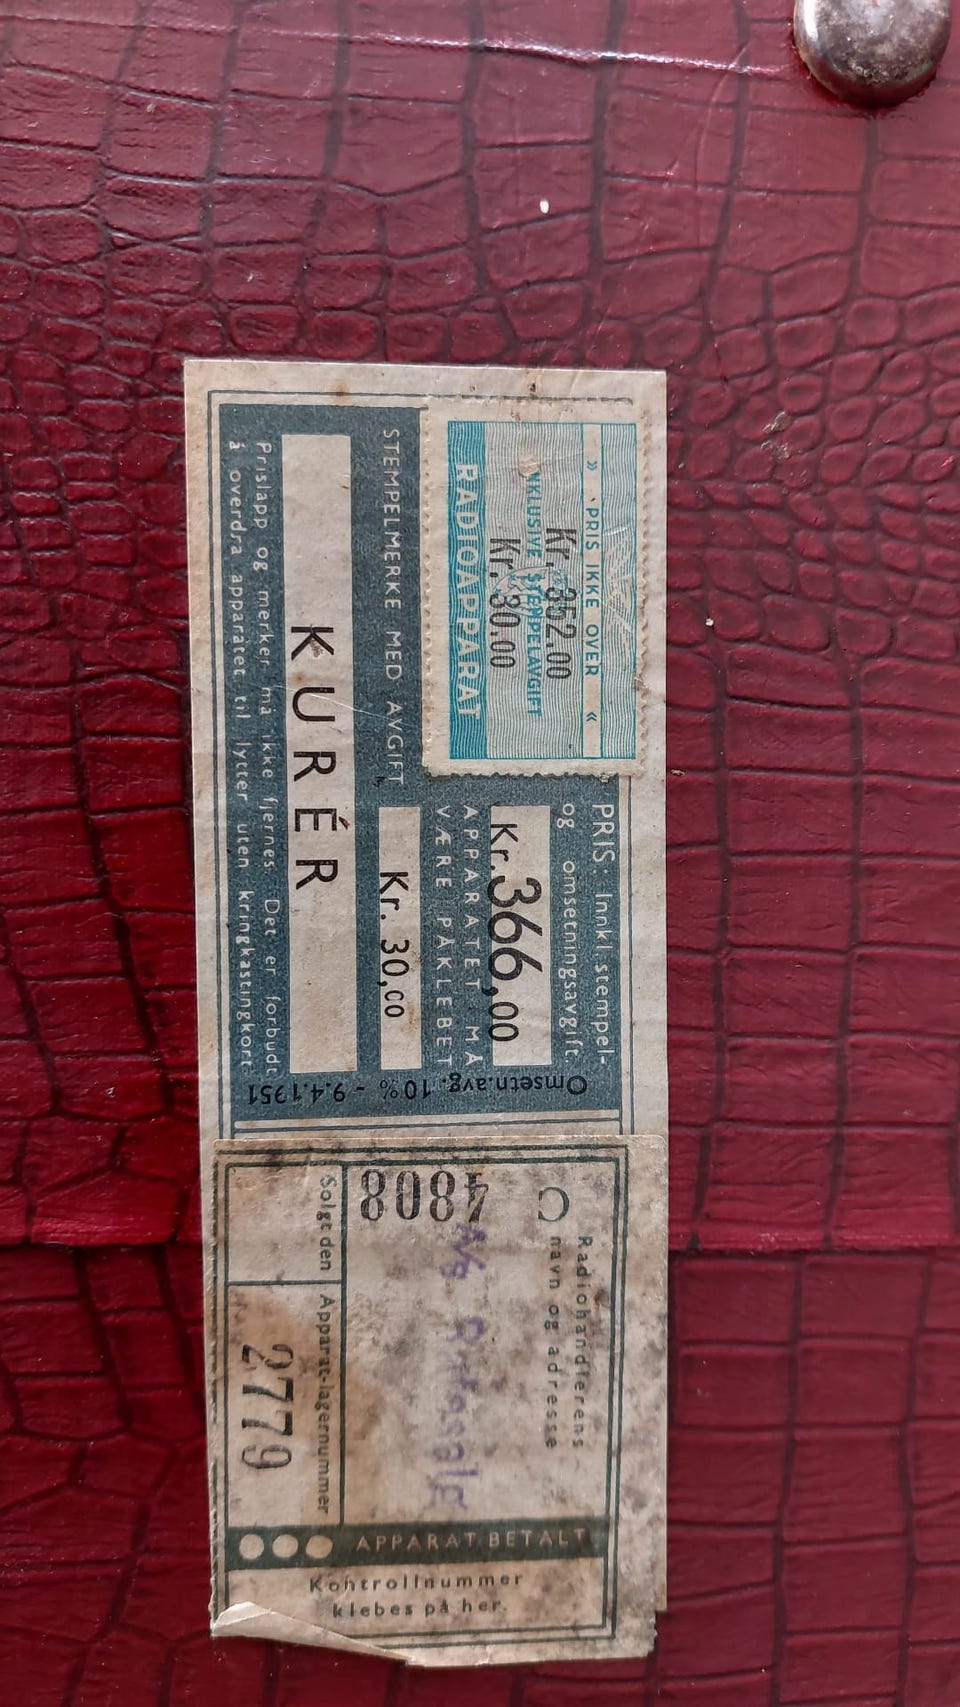 » PRIS IKKE OVER «
Kr. 352.00
INKLUSIVE STEMPELAVGIFT
Kr. 30.00
RADIOAPPARAT
PRIS: Innkl. stempel-
og omsetningsavgift.
Kr. 366,00
APPARATET MÅ
VÆRE PÅKLEBET
STEMPELMERKE MED AVGIFT
Kr. 30,00
KURÉR
Prislapp og merker må ikke fjernes. Det er forbudt
å overdra apparatet til lytter uten kringkastingkort
Omsetn.avg. 10% - 9.4.1951
Radiohandlerens
navn og adresse
C
4808
Solgt den
Apparat-lagernummer
2779
APPARAT BETALT
Kontrollnummer
klebes på her.